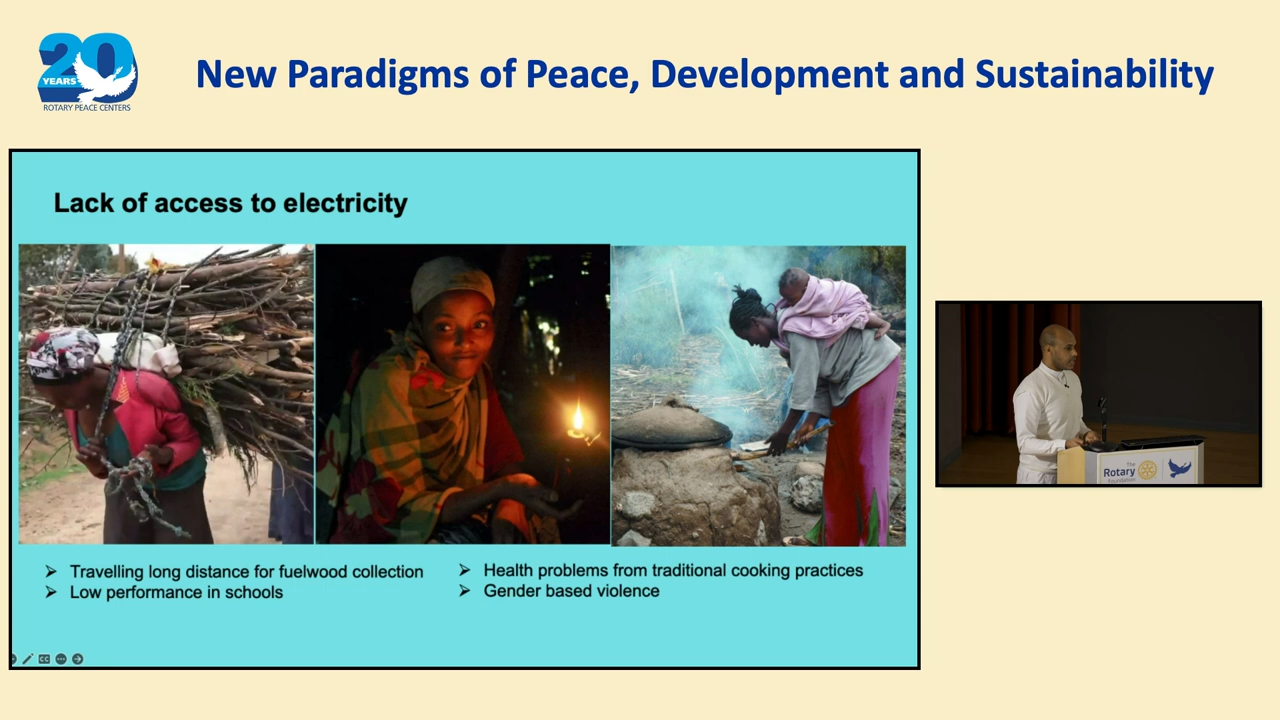 20
YEARS
ROTARY PEACE CENTERS
New Paradigms of Peace, Development and Sustainability
Lack of access to electricity
➢ Travelling long distance for fuelwood collection
➢ Low performance in schools
➢ Health problems from traditional cooking practices
➢ Gender based violence
CC
The
Rotary
Foundation